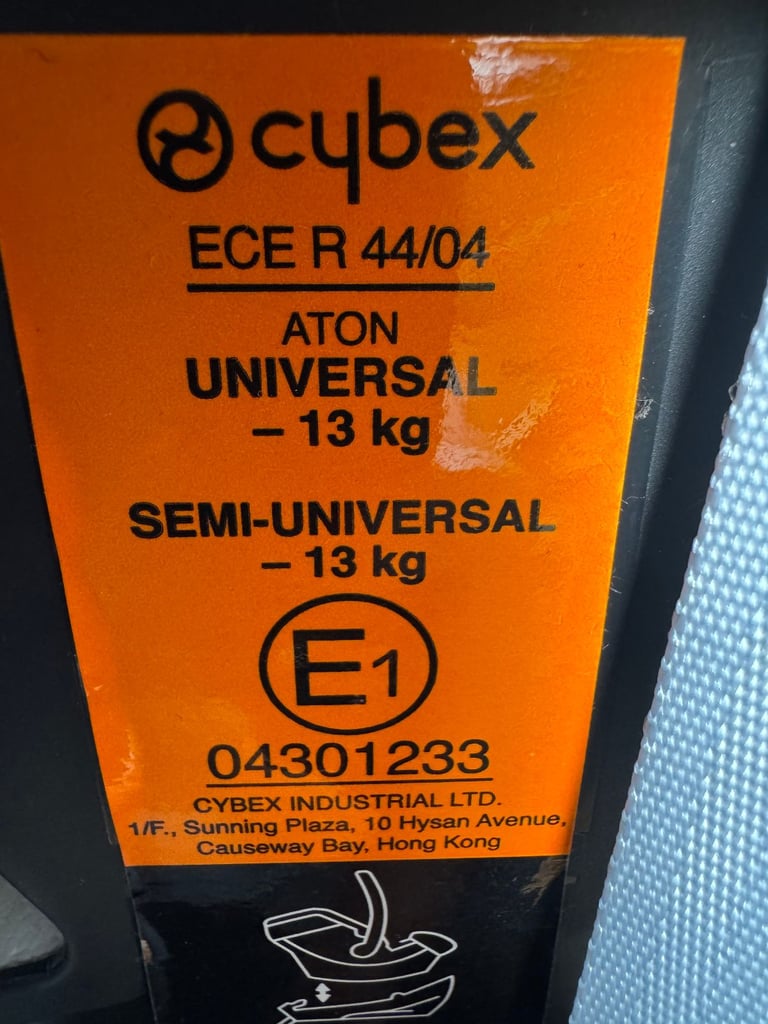 cybex
ECE R 44/04
ATON
UNIVERSAL
– 13 kg
SEMI-UNIVERSAL
– 13 kg
E1
04301233
CYBEX INDUSTRIAL LTD.
1/F., Sunning Plaza, 10 Hysan Avenue,
Causeway Bay, Hong Kong